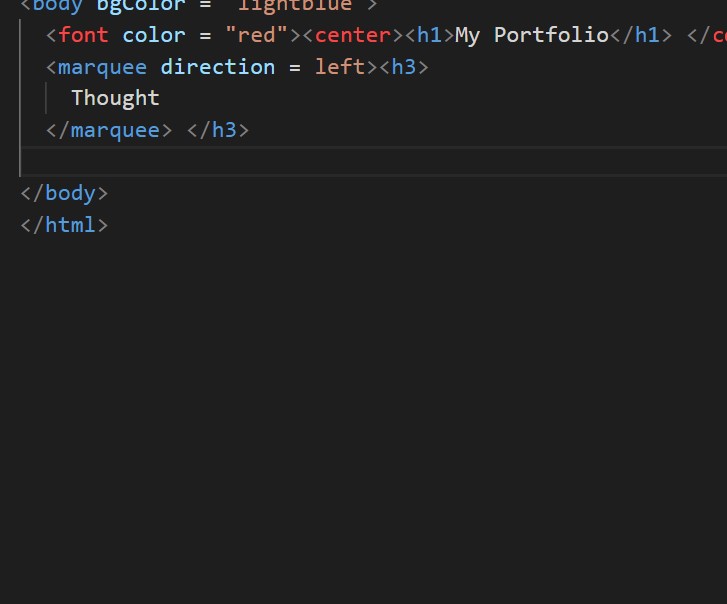 <body bgColor = "lightblue">
<font color = "red"><center><h1>My Portfolio</h1> </c
<marquee direction = left><h3>
Thought
</marquee> </h3>
</body>
</html>